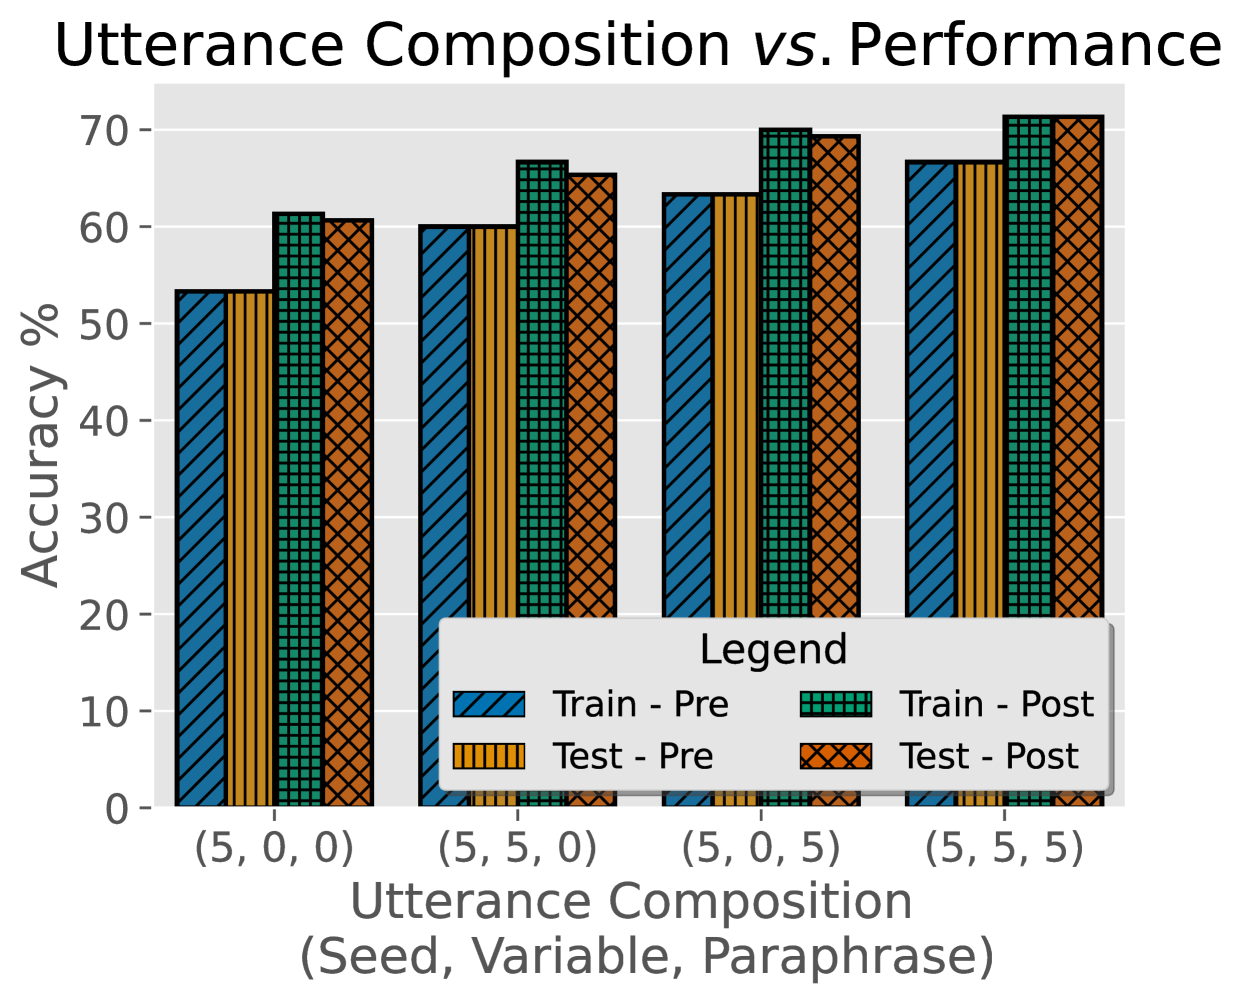 Utterance Composition vs. Performance
Accuracy %
70
60
50
40
30
20
10
0
Legend
Train - Pre
Train - Post
Test - Pre
Test - Post
(5, 0, 0)
(5, 5, 0)
(5, 0, 5)
(5, 5, 5)
Utterance Composition
(Seed, Variable, Paraphrase)